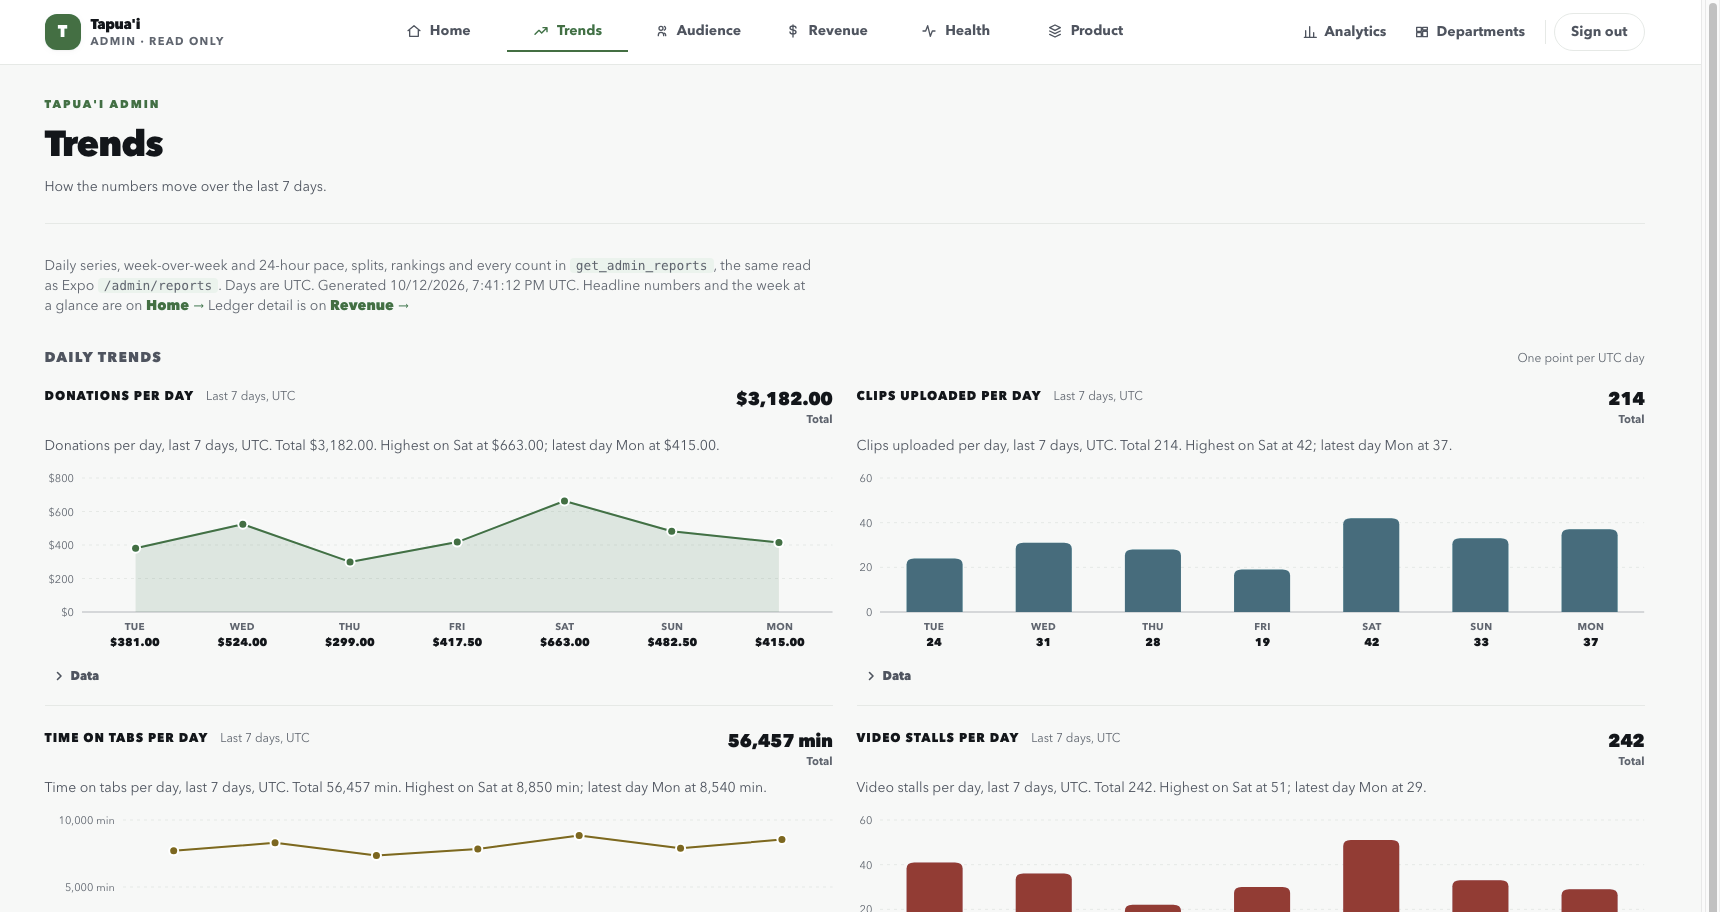 T
Tapua'i
ADMIN · READ ONLY
Home
Trends
Audience
Revenue
Health
Product
Analytics
Departments
Sign out
TAPUA'I ADMIN
Trends
How the numbers move over the last 7 days.
Daily series, week-over-week and 24-hour pace, splits, rankings and every count in get_admin_reports, the same read
as Expo /admin/reports. Days are UTC. Generated 10/12/2026, 7:41:12 PM UTC. Headline numbers and the week at
a glance are on Home → Ledger detail is on Revenue →
DAILY TRENDS
One point per UTC day
DONATIONS PER DAY Last 7 days, UTC
$3,182.00
Total
Donations per day, last 7 days, UTC. Total $3,182.00. Highest on Sat at $663.00; latest day Mon at $415.00.
$800
$600
$400
$200
$0
TUE WED THU FRI SAT SUN MON
$381.00 $524.00 $299.00 $417.50 $663.00 $482.50 $415.00
Data
CLIPS UPLOADED PER DAY Last 7 days, UTC
214
Total
Clips uploaded per day, last 7 days, UTC. Total 214. Highest on Sat at 42; latest day Mon at 37.
60
40
20
0
TUE WED THU FRI SAT SUN MON
24 31 28 19 42 33 37
Data
TIME ON TABS PER DAY Last 7 days, UTC
56,457 min
Total
Time on tabs per day, last 7 days, UTC. Total 56,457 min. Highest on Sat at 8,850 min; latest day Mon at 8,540 min.
10,000 min
5,000 min
VIDEO STALLS PER DAY Last 7 days, UTC
242
Total
Video stalls per day, last 7 days, UTC. Total 242. Highest on Sat at 51; latest day Mon at 29.
60
40
20